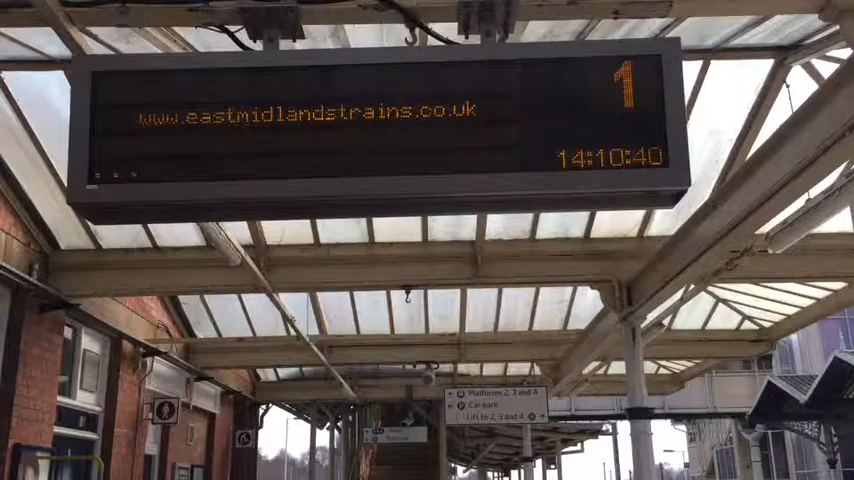 www.eastmidlandstrains.co.uk
1
14:10:40
Platforms 2, 3 and 4
Car park
Lift to 2, 3 and 4